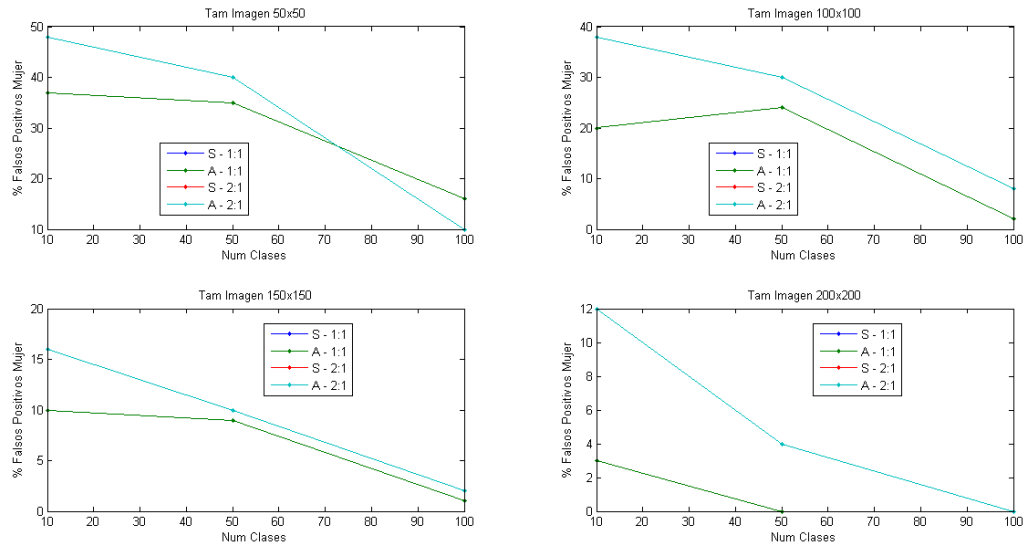 Tam Imagen 50x50
% Falsos Positivos Mujer
50
40
30
20
10
S - 1:1
A - 1:1
S - 2:1
A - 2:1
10 20 30 40 50 60 70 80 90 100
Num Clases
Tam Imagen 100x100
% Falsos Positivos Mujer
40
30
20
10
0
S - 1:1
A - 1:1
S - 2:1
A - 2:1
10 20 30 40 50 60 70 80 90 100
Num Clases
Tam Imagen 150x150
% Falsos Positivos Mujer
20
15
10
5
0
S - 1:1
A - 1:1
S - 2:1
A - 2:1
10 20 30 40 50 60 70 80 90 100
Num Clases
Tam Imagen 200x200
% Falsos Positivos Mujer
12
10
8
6
4
2
0
S - 1:1
A - 1:1
S - 2:1
A - 2:1
10 20 30 40 50 60 70 80 90 100
Num Clases